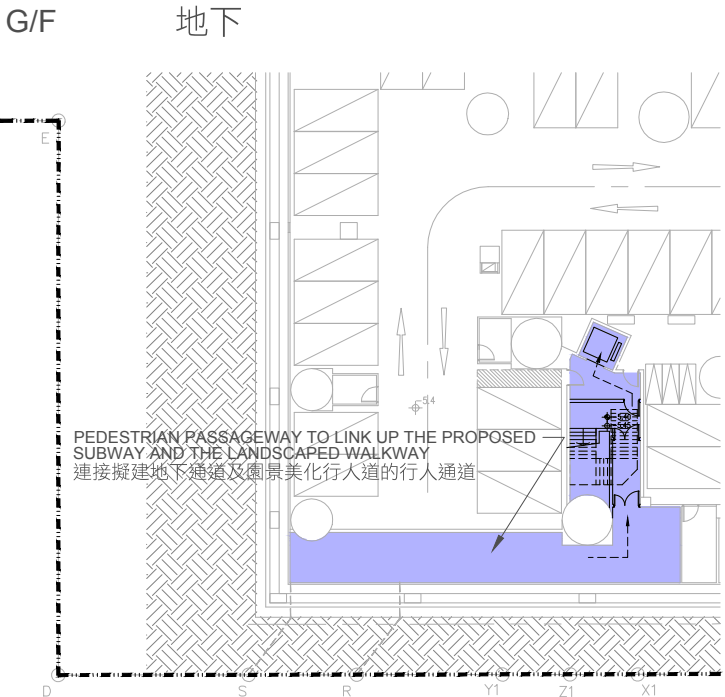 G/F 地下
E
5.4
PEDESTRIAN PASSAGEWAY TO LINK UP THE PROPOSED
SUBWAY AND THE LANDSCAPED WALKWAY
連接擬建地下通道及園景美化行人道的行人通道
D S R Y1 Z1 X1